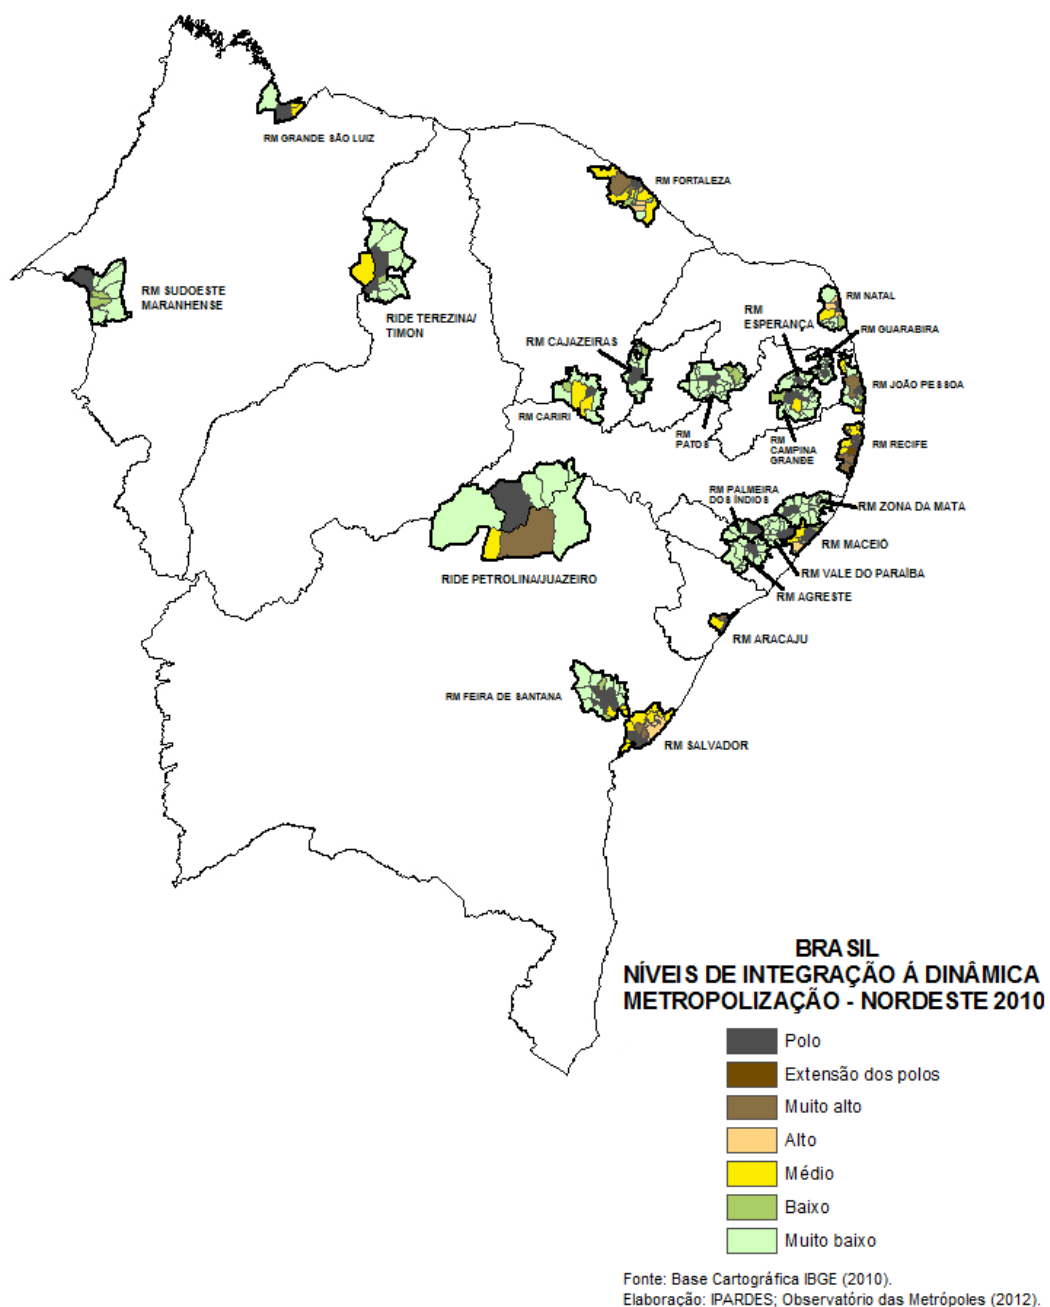 RM GRANDE SÃO LUIZ
RM FORTALEZA
RM SUDOESTE
MARANHENSE
RIDE TEREZINA/
TIMON
RM NATAL
RM
ESPERANÇA
RM GUARABIRA
RM CAJAZEIRAS
RM JOÃO PESSOA
RM CARIRI
RM
PATOS
RM
CAMPINA
GRANDE
RM RECIFE
RM PALMEIRA
DOS ÍNDIOS
RM ZONA DA MATA
RM MACEIÓ
RM VALE DO PARAÍBA
RM AGRESTE
RIDE PETROLINA/JUAZEIRO
RM ARACAJU
RM FEIRA DE SANTANA
RM SALVADOR
BRASIL
NÍVEIS DE INTEGRAÇÃO Á DINÂMICA
METROPOLIZAÇÃO - NORDESTE 2010
Polo
Extensão dos polos
Muito alto
Alto
Médio
Baixo
Muito baixo
Fonte: Base Cartográfica IBGE (2010).
Elaboração: IPARDES; Observatório das Metrópoles (2012).